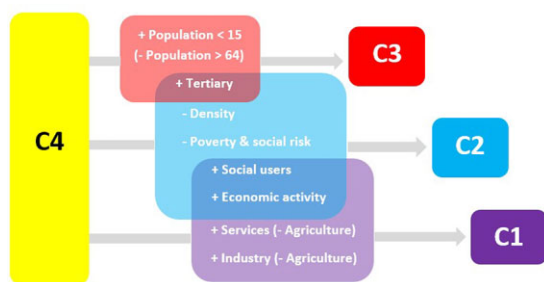 + Population < 15
(- Population > 64)
C3
+ Tertiary
- Density
C4
- Poverty & social risk
C2
+ Social users
+ Economic activity
+ Services (- Agriculture)
C1
+ Industry (- Agriculture)